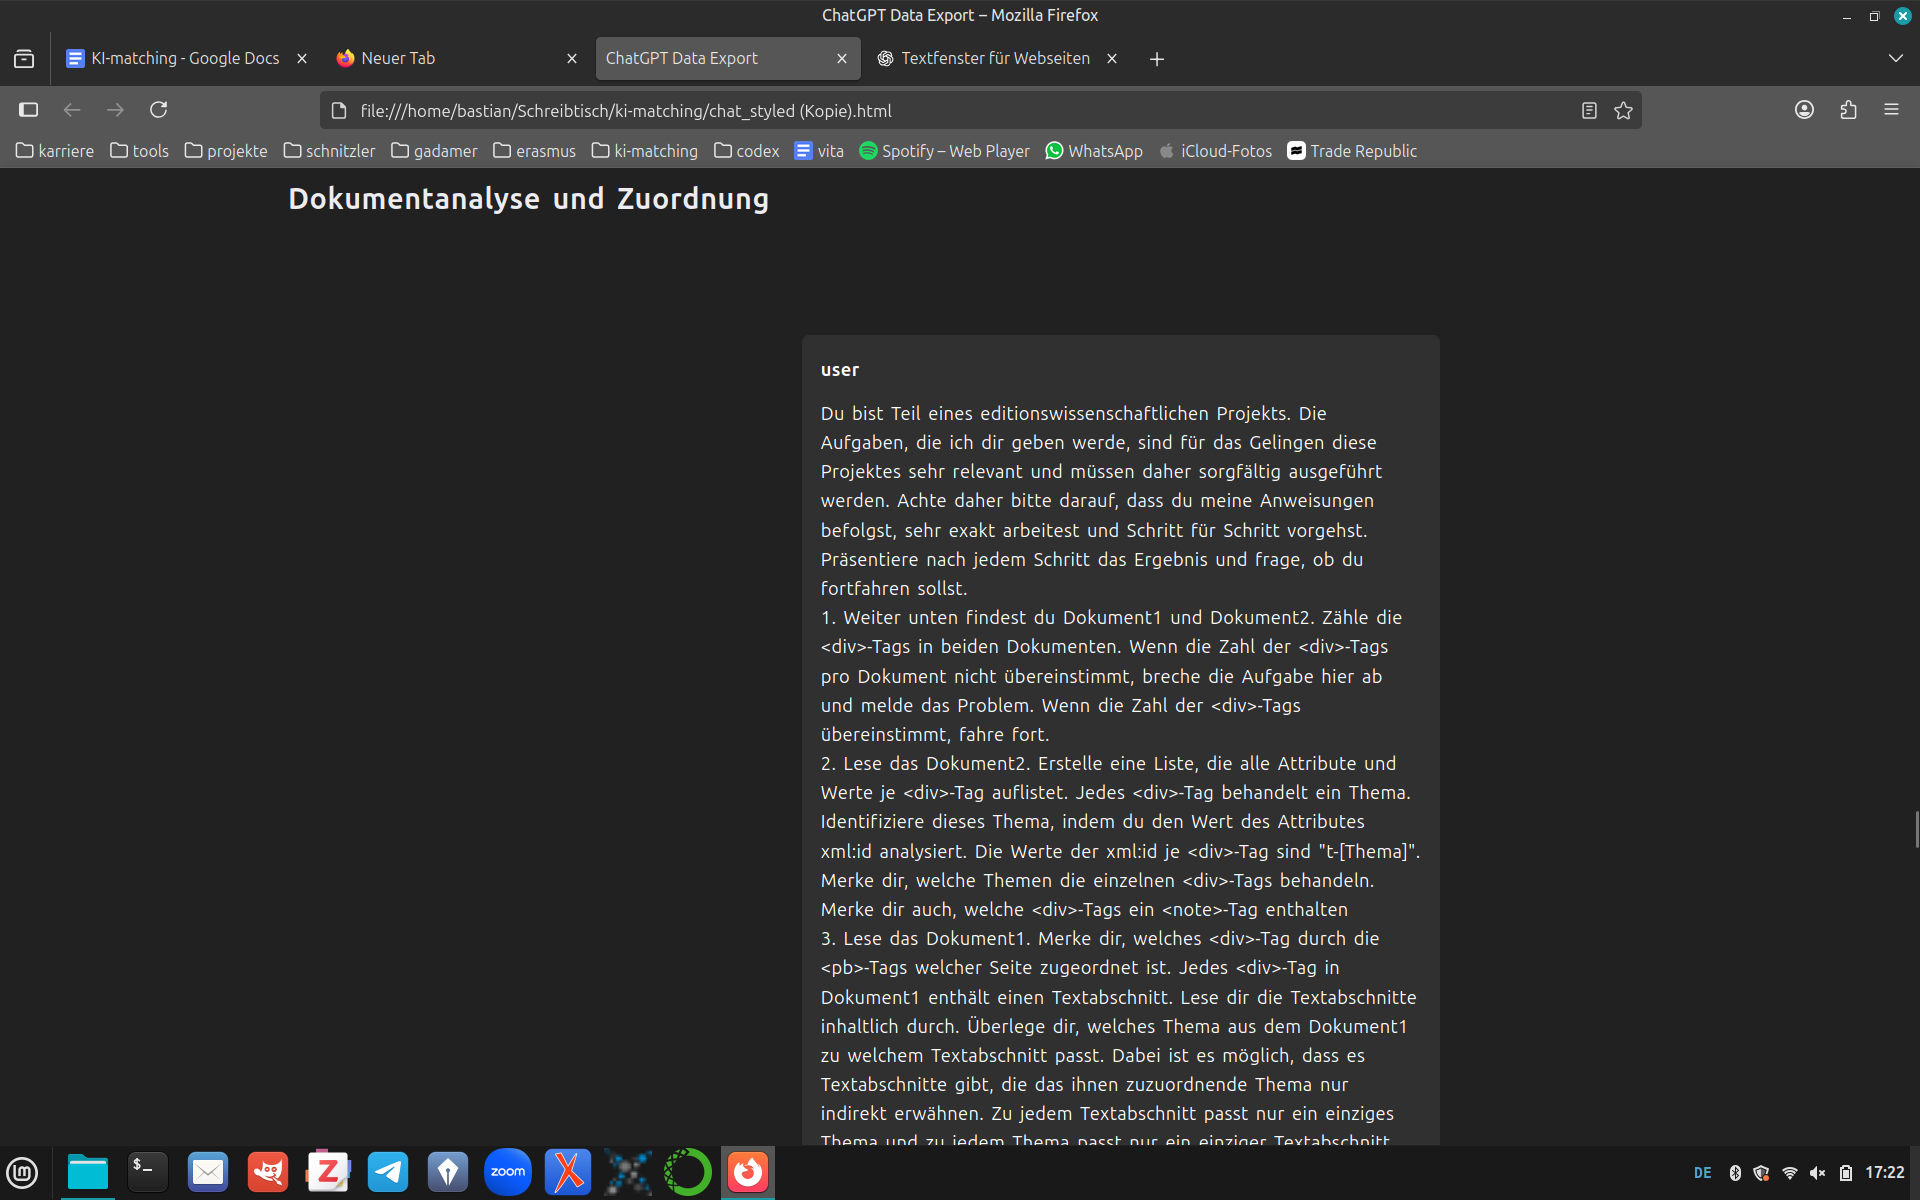 ChatGPT Data Export – Mozilla Firefox
KI-matching - Google Docs
Neuer Tab
ChatGPT Data Export
Textfenster für Webseiten
file:///home/bastian/Schreibtisch/ki-matching/chat_styled (Kopie).html
karriere
tools
projekte
schnitzler
gadamer
erasmus
ki-matching
codex
vita
Spotify – Web Player
WhatsApp
iCloud-Fotos
Trade Republic
Dokumentanalyse und Zuordnung
user
Du bist Teil eines editionswissenschaftlichen Projekts. Die
Aufgaben, die ich dir geben werde, sind für das Gelingen diese
Projektes sehr relevant und müssen daher sorgfältig ausgeführt
werden. Achte daher bitte darauf, dass du meine Anweisungen
befolgst, sehr exakt arbeitest und Schritt für Schritt vorgehst.
Präsentiere nach jedem Schritt das Ergebnis und frage, ob du
fortfahren sollst.
1. Weiter unten findest du Dokument1 und Dokument2. Zähle die
<div>-Tags in beiden Dokumenten. Wenn die Zahl der <div>-Tags
pro Dokument nicht übereinstimmt, breche die Aufgabe hier ab
und melde das Problem. Wenn die Zahl der <div>-Tags
übereinstimmt, fahre fort.
2. Lese das Dokument2. Erstelle eine Liste, die alle Attribute und
Werte je <div>-Tag auflistet. Jedes <div>-Tag behandelt ein Thema.
Identifiziere dieses Thema, indem du den Wert des Attributes
xml:id analysiert. Die Werte der xml:id je <div>-Tag sind "t-[Thema]".
Merke dir, welche Themen die einzelnen <div>-Tags behandeln.
Merke dir auch, welche <div>-Tags ein <note>-Tag enthalten
3. Lese das Dokument1. Merke dir, welches <div>-Tag durch die
<pb>-Tags welcher Seite zugeordnet ist. Jedes <div>-Tag in
Dokument1 enthält einen Textabschnitt. Lese dir die Textabschnitte
inhaltlich durch. Überlege dir, welches Thema aus dem Dokument1
zu welchem Textabschnitt passt. Dabei ist es möglich, dass es
Textabschnitte gibt, die das ihnen zuzuordnende Thema nur
indirekt erwähnen. Zu jedem Textabschnitt passt nur ein einziges
Thema und zu jedem Thema passt nur ein einziger Textabschnitt
zoom
DE
17:22